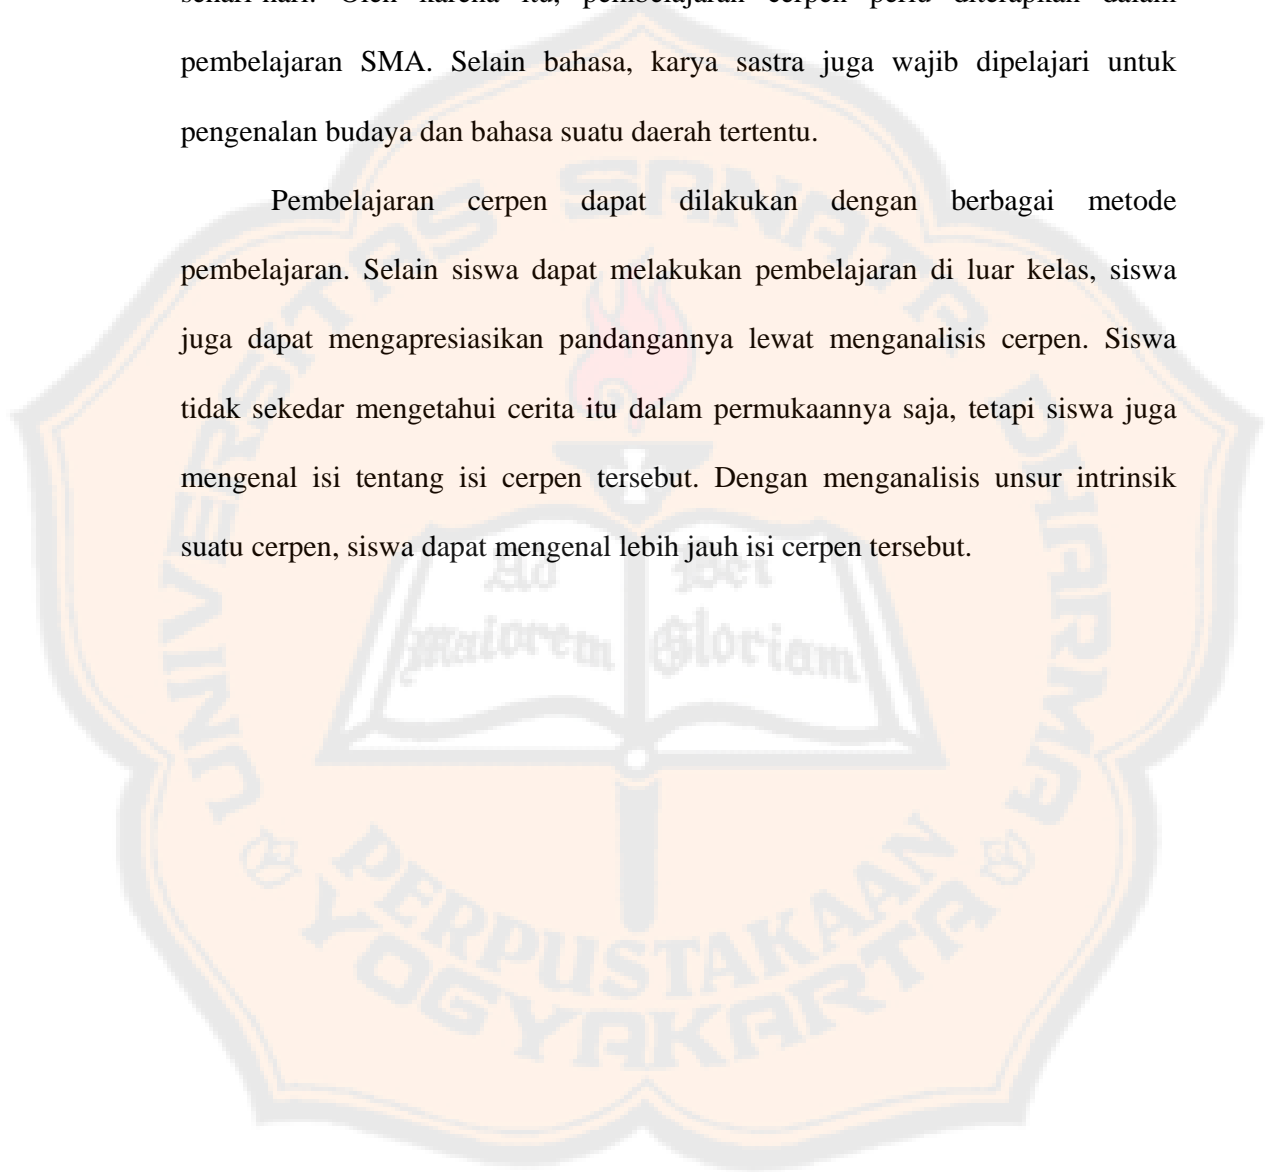 sehari-hari. Oleh karena itu, pembelajaran cerpen perlu diterapkan dalam
pembelajaran SMA. Selain bahasa, karya sastra juga wajib dipelajari untuk
pengenalan budaya dan bahasa suatu daerah tertentu.
Pembelajaran cerpen dapat dilakukan dengan berbagai metode
pembelajaran. Selain siswa dapat melakukan pembelajaran di luar kelas, siswa
juga dapat mengapresiasikan pandangannya lewat menganalisis cerpen. Siswa
tidak sekedar mengetahui cerita itu dalam permukaannya saja, tetapi siswa juga
mengenal isi tentang isi cerpen tersebut. Dengan menganalisis unsur intrinsik
suatu cerpen, siswa dapat mengenal lebih jauh isi cerpen tersebut.
UNIVERSITAS SANATA DHARMA
Ad Dei
maiorem Gloriam
PERPUSTAKAAN
YOGYAKARTA